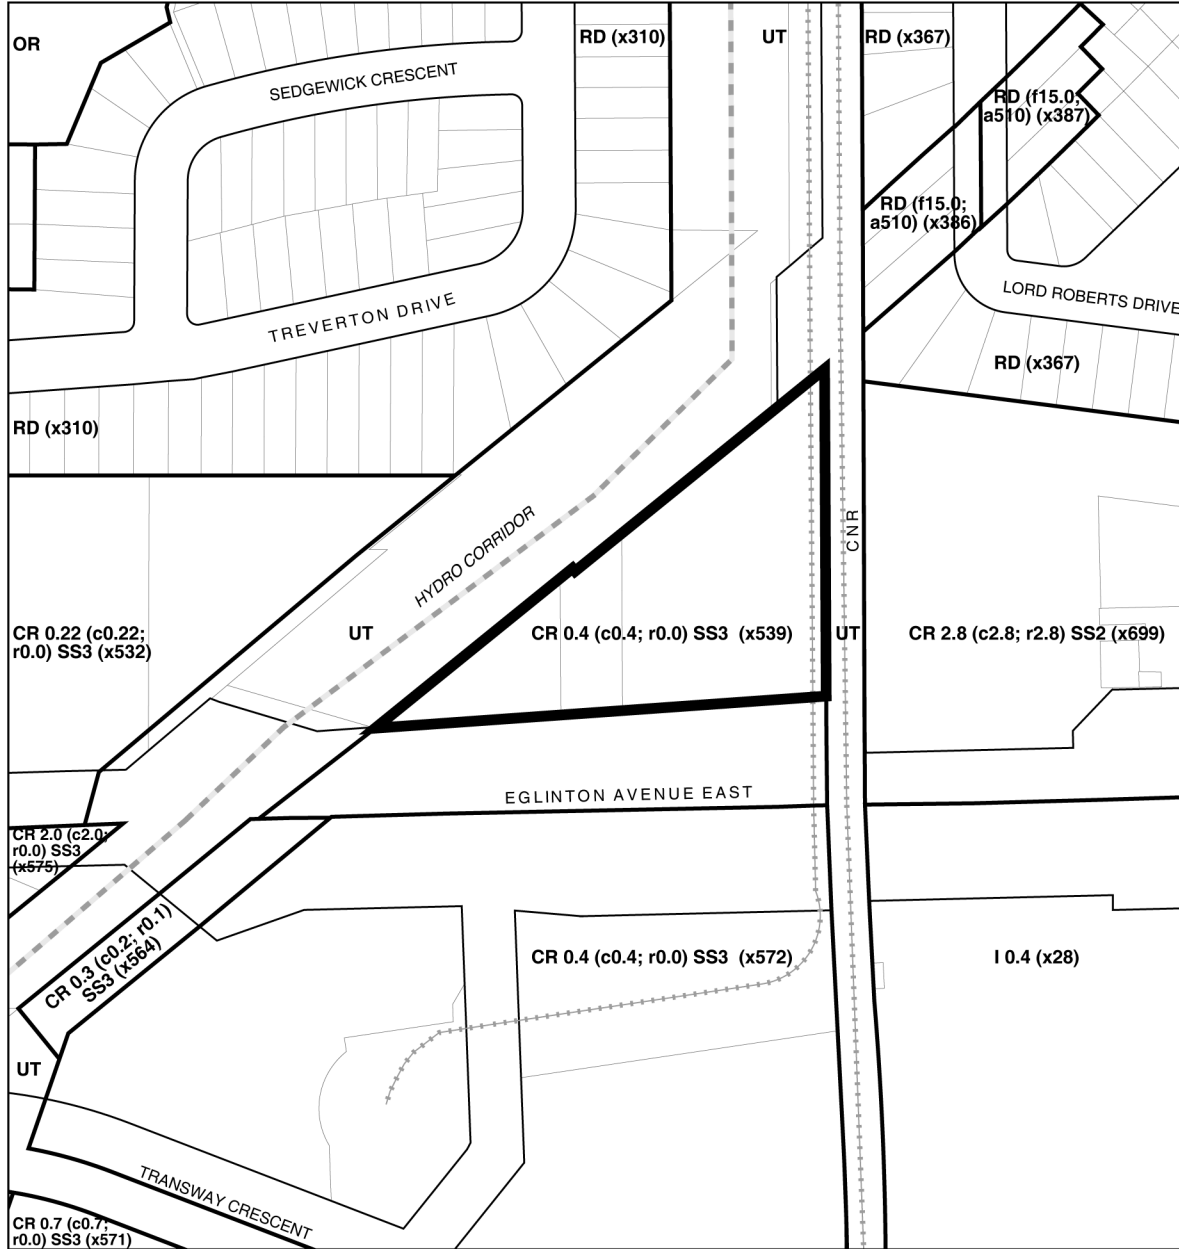 OR
RD (x310)
UT
RD (x367)
SEDGEWICK CRESCENT
RD (f15.0;
a510) (x387)
RD (f15.0;
a510) (x386)
LORD ROBERTS DRIVE
TREVERTON DRIVE
RD (x367)
RD (x310)
HYDRO CORRIDOR
CNR
CR 0.22 (c0.22;
r0.0) SS3 (x532)
UT
CR 0.4 (c0.4; r0.0) SS3 (x539)
UT
CR 2.8 (c2.8; r2.8) SS2 (x699)
EGLINTON AVENUE EAST
CR 2.0 (c2.0;
r0.0) SS3
(x575)
CR 0.3 (c0.2; r0.1)
SS3 (x564)
CR 0.4 (c0.4; r0.0) SS3 (x572)
I 0.4 (x28)
UT
TRANSWAY CRESCENT
CR 0.7 (c0.7;
r0.0) SS3 (x571)